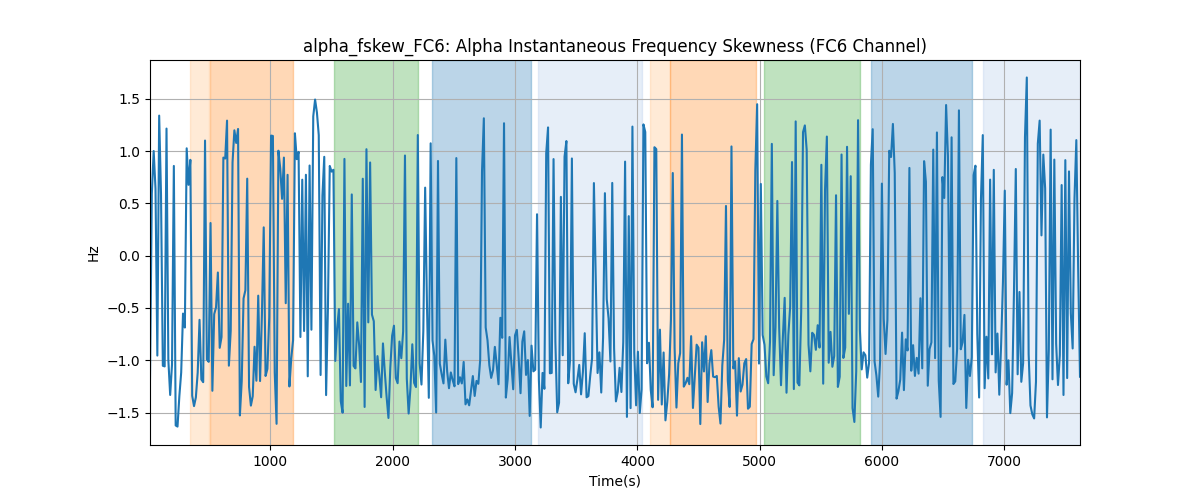 alpha_fskew_FC6: Alpha Instantaneous Frequency Skewness (FC6 Channel)
1.5
1.0
0.5
0.0
−0.5
−1.0
−1.5
Hz
1000 2000 3000 4000 5000 6000 7000
Time(s)